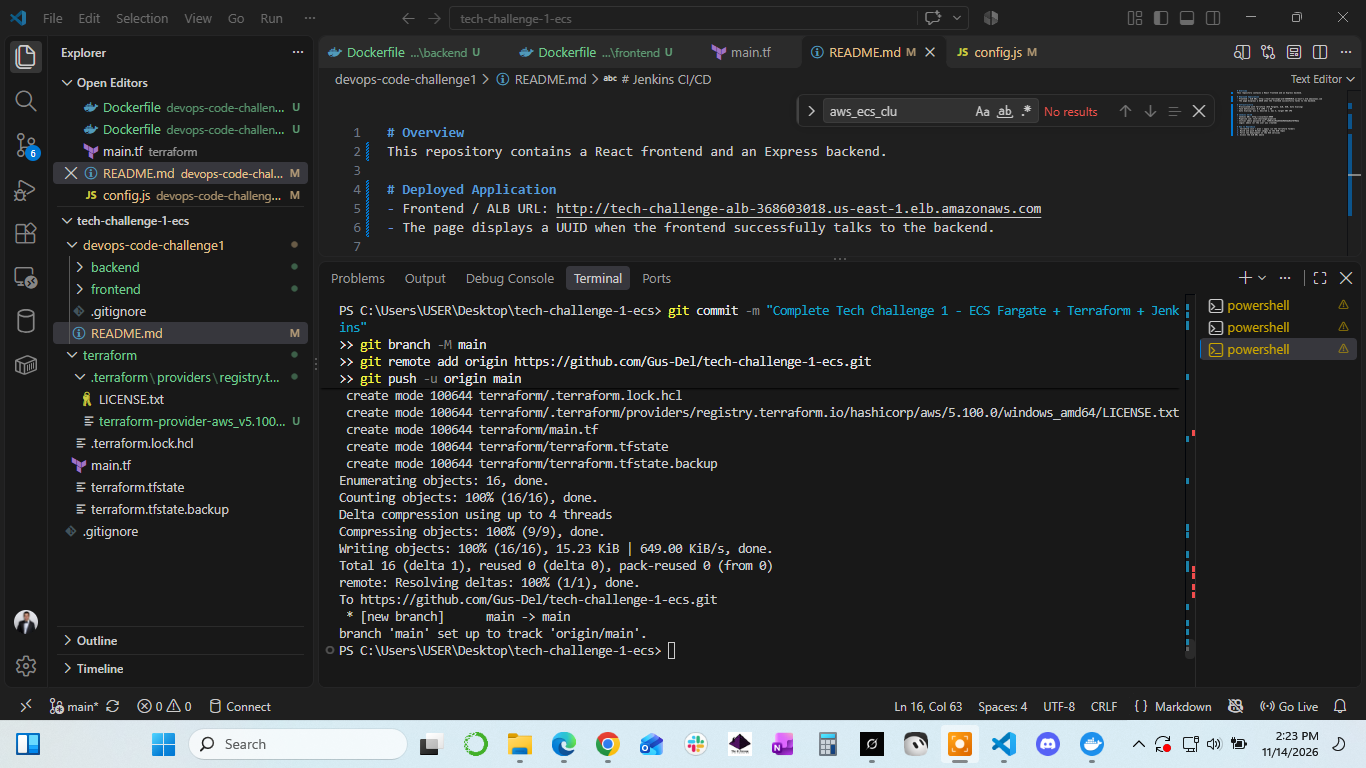 File Edit Selection View Go Run ···
tech-challenge-1-ecs
Explorer
Open Editors
Dockerfile devops-code-challen... U
Dockerfile devops-code-challen... U
main.tf terraform
README.md devops-code-chal... M
JS config.js devops-code-challeng... M
tech-challenge-1-ecs
devops-code-challenge1
backend
frontend
.gitignore
README.md M
terraform
.terraform\providers\registry.t...
LICENSE.txt
terraform-provider-aws_v5.100... U
.terraform.lock.hcl
main.tf
terraform.tfstate
terraform.tfstate.backup
.gitignore
Outline
Timeline
6
Dockerfile ...\backend U
Dockerfile ...\frontend U
main.tf
README.md M
JS config.js M
devops-code-challenge1 > README.md > abc # Jenkins CI/CD
Text Editor
aws_ecs_clu Aa ab .* No results
1 # Overview
2 This repository contains a React frontend and an Express backend.
3
4 # Deployed Application
5 - Frontend / ALB URL: http://tech-challenge-alb-368603018.us-east-1.elb.amazonaws.com
6 - The page displays a UUID when the frontend successfully talks to the backend.
7
Problems Output Debug Console Terminal Ports
PS C:\Users\USER\Desktop\tech-challenge-1-ecs> git commit -m "Complete Tech Challenge 1 - ECS Fargate + Terraform + Jenk
ins"
>> git branch -M main
>> git remote add origin https://github.com/Gus-Del/tech-challenge-1-ecs.git
>> git push -u origin main
create mode 100644 terraform/.terraform.lock.hcl
create mode 100644 terraform/.terraform/providers/registry.terraform.io/hashicorp/aws/5.100.0/windows_amd64/LICENSE.txt
create mode 100644 terraform/main.tf
create mode 100644 terraform/terraform.tfstate
create mode 100644 terraform/terraform.tfstate.backup
Enumerating objects: 16, done.
Counting objects: 100% (16/16), done.
Delta compression using up to 4 threads
Compressing objects: 100% (9/9), done.
Writing objects: 100% (16/16), 15.23 KiB | 649.00 KiB/s, done.
Total 16 (delta 1), reused 0 (delta 0), pack-reused 0 (from 0)
remote: Resolving deltas: 100% (1/1), done.
To https://github.com/Gus-Del/tech-challenge-1-ecs.git
* [new branch] main -> main
branch 'main' set up to track 'origin/main'.
PS C:\Users\USER\Desktop\tech-challenge-1-ecs>
powershell
powershell
powershell
main* 0 0 Connect
Ln 16, Col 63 Spaces: 4 UTF-8 CRLF { } Markdown Go Live
Search
2:23 PM
11/14/2026